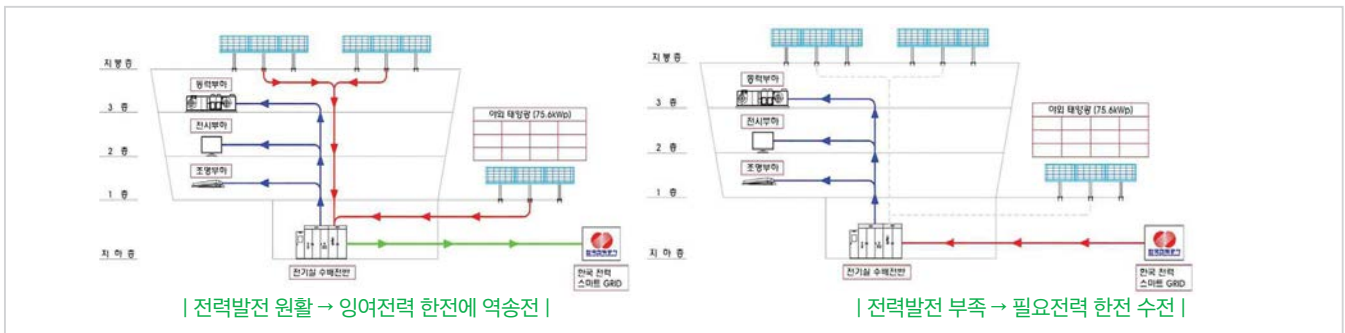 지붕층
동력부하
3 층
전시부하
2 층
조명부하
1 층
야외 태양광 (75.6kWp)
지하층
전기실 수배전반
한국 전력
스마트 GRID
| 전력발전 원활 → 잉여전력 한전에 역송전 |
지붕층
동력부하
3 층
전시부하
2 층
조명부하
1 층
야외 태양광 (75.6kWp)
지하층
전기실 수배전반
한국 전력
스마트 GRID
| 전력발전 부족 → 필요전력 한전 수전 |